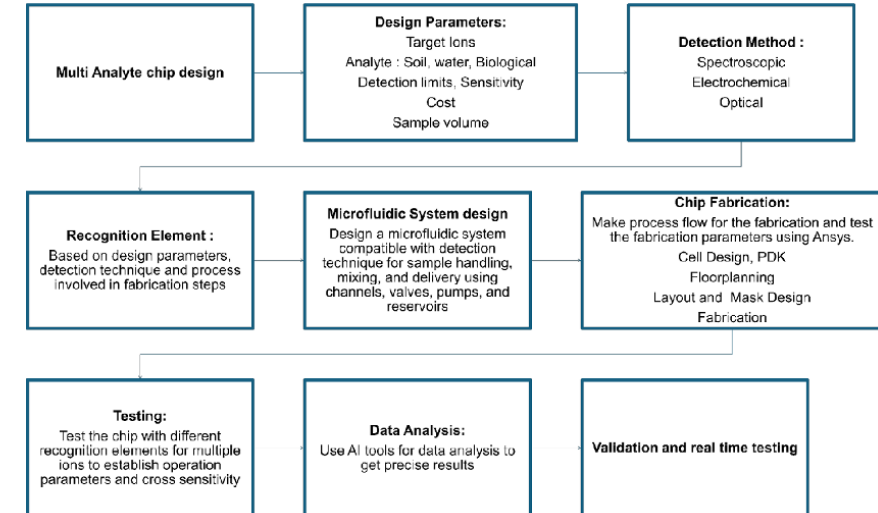 Multi Analyte chip design
Design Parameters:
Target Ions
Analyte : Soil, water, Biological
Detection limits, Sensitivity
Cost
Sample volume
Detection Method :
Spectroscopic
Electrochemical
Optical
Recognition Element :
Based on design parameters,
detection technique and process
involved in fabrication steps
Microfluidic System design
Design a microfluidic system
compatible with detection
technique for sample handling,
mixing, and delivery using
channels, valves, pumps, and
reservoirs
Chip Fabrication:
Make process flow for the fabrication and test
the fabrication parameters using Ansys.
Cell Design, PDK
Floorplanning
Layout and Mask Design
Fabrication
Testing:
Test the chip with different
recognition elements for multiple
ions to establish operation
parameters and cross sensitivity
Data Analysis:
Use AI tools for data analysis to
get precise results
Validation and real time testing